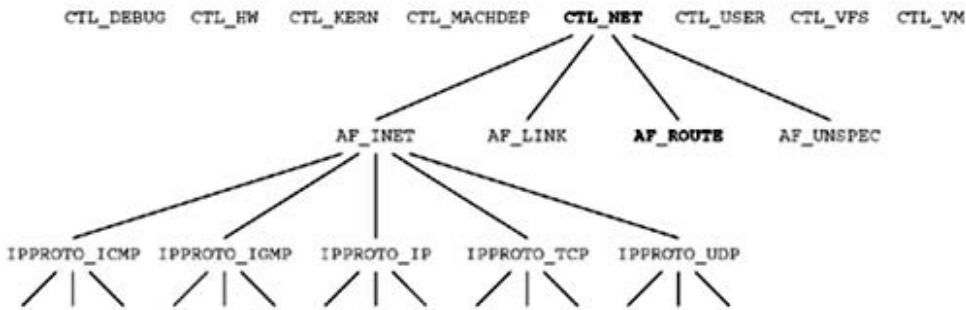 CTL_DEBUG CTL_HW CTL_KERN CTL_MACHDEP CTL_NET CTL_USER CTL_VFS CTL_VM
AF_INET AF_LINK AF_ROUTE AF_UNSPEC
IPPROTO_ICMP IPPROTO_IGMP IPPROTO_IP IPPROTO_TCP IPPROTO_UDP